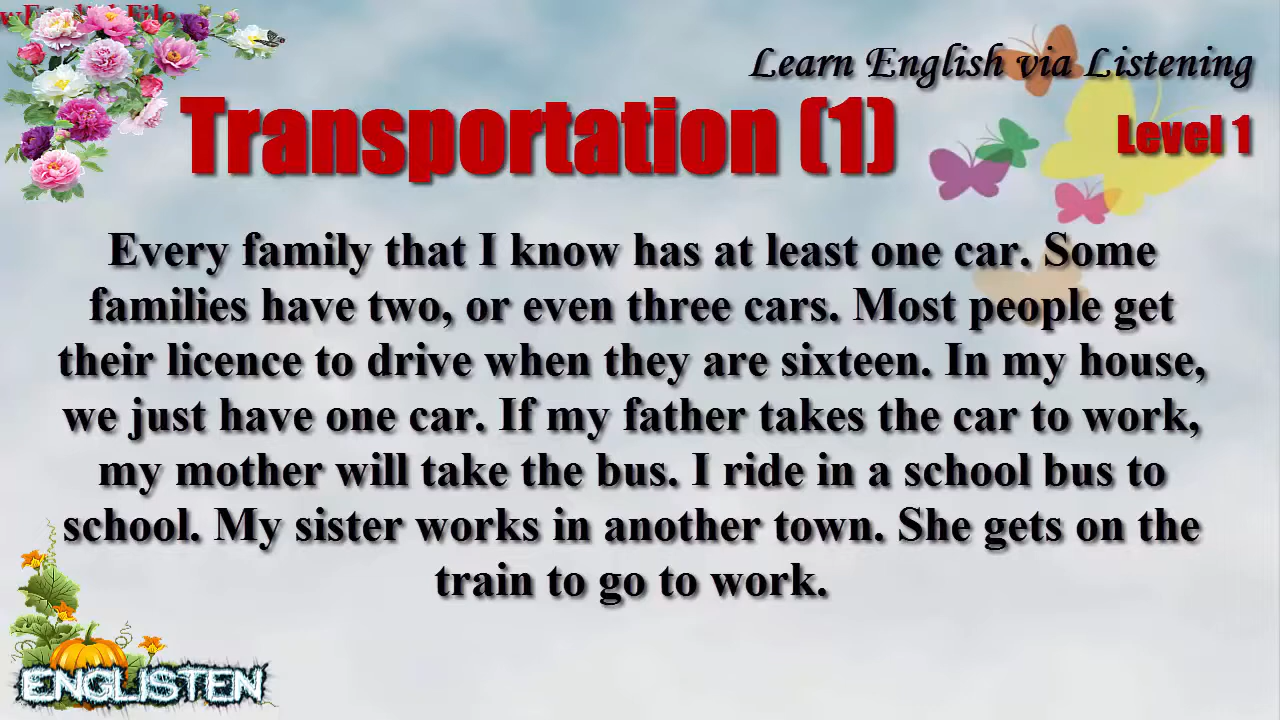 Learn English via Listening
Transportation (1)
Level 1
Every family that I know has at least one car. Some
families have two, or even three cars. Most people get
their licence to drive when they are sixteen. In my house,
we just have one car. If my father takes the car to work,
my mother will take the bus. I ride in a school bus to
school. My sister works in another town. She gets on the
train to go to work.
ENGLISTEN